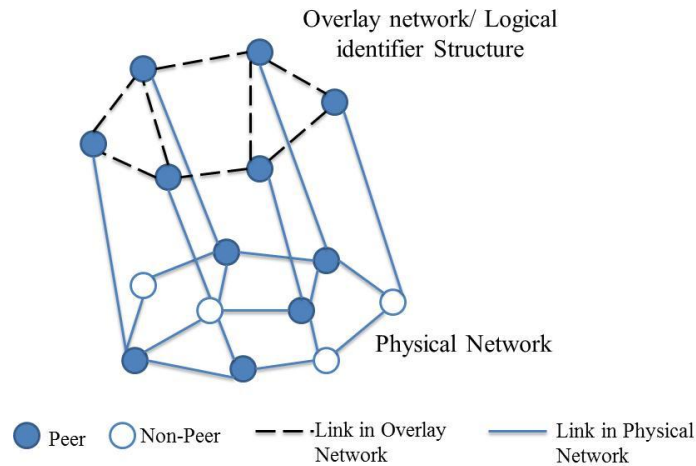 Overlay network/ Logical
identifier Structure
Physical Network
Peer
Non-Peer
Link in Overlay
Network
Link in Physical
Network